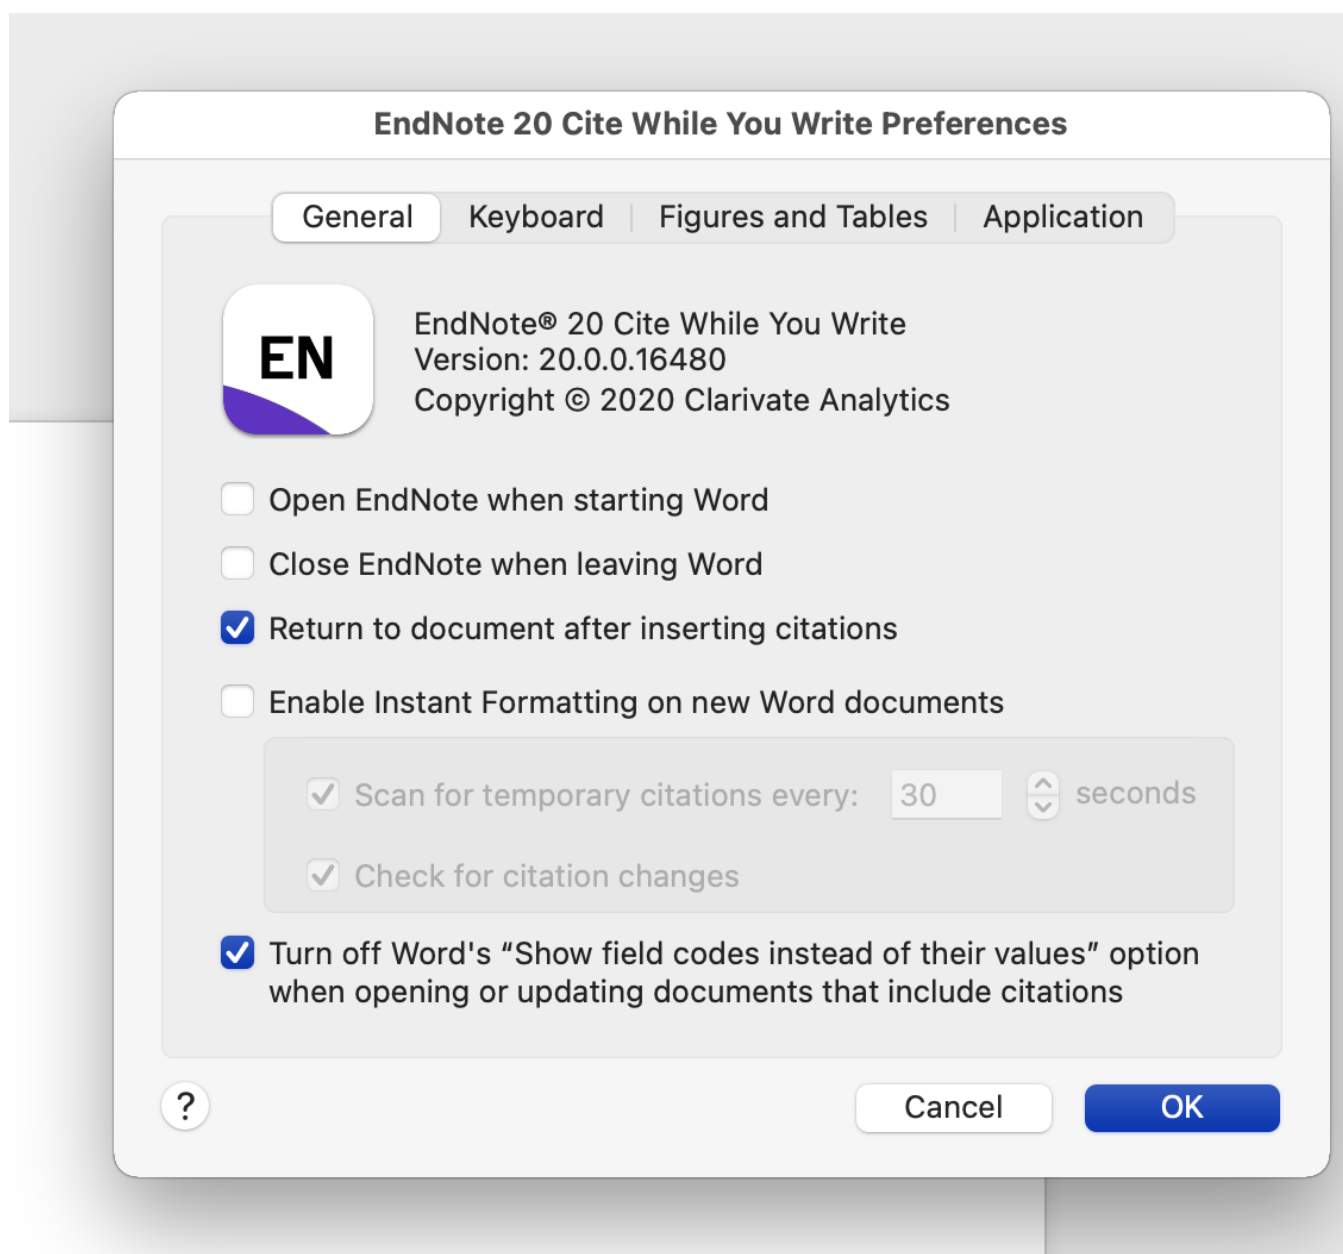 EndNote 20 Cite While You Write Preferences
General
Keyboard
Figures and Tables
Application
EN
EndNote® 20 Cite While You Write
Version: 20.0.0.16480
Copyright © 2020 Clarivate Analytics
Open EndNote when starting Word
Close EndNote when leaving Word
Return to document after inserting citations
Enable Instant Formatting on new Word documents
Scan for temporary citations every: 30 seconds
Check for citation changes
Turn off Word's “Show field codes instead of their values” option
when opening or updating documents that include citations
?
Cancel
OK